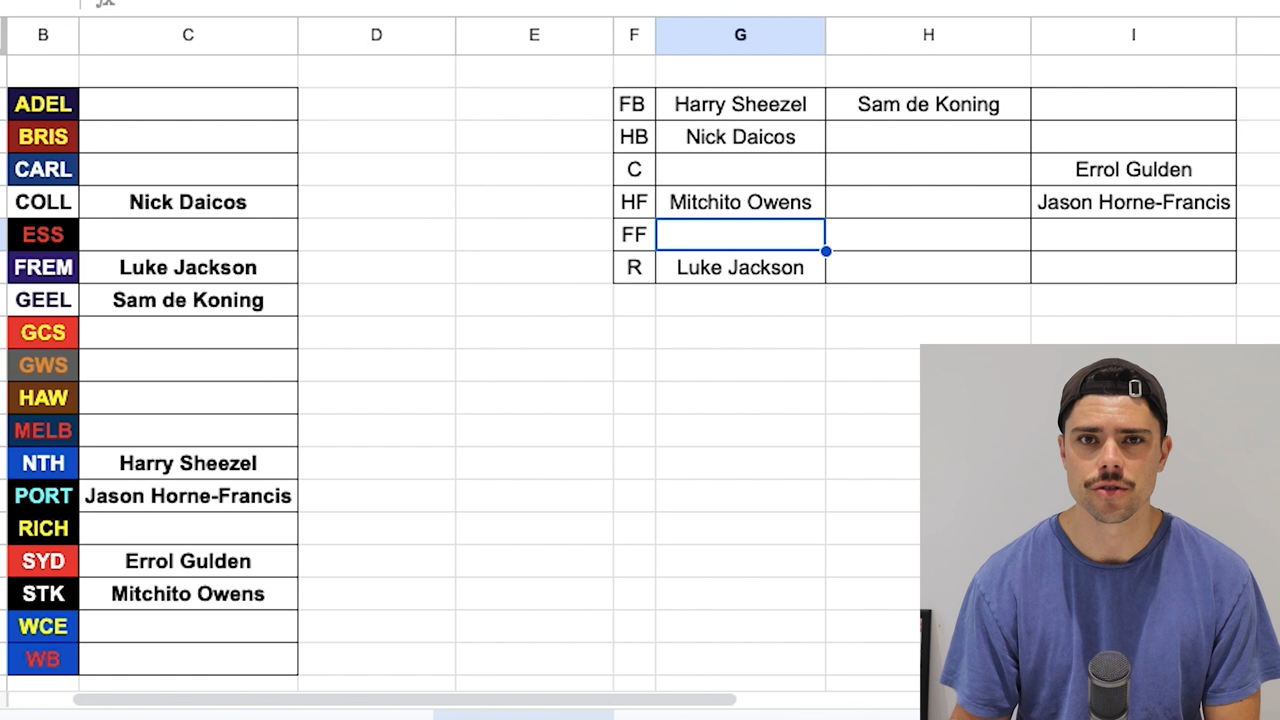 B C D E F G H I
ADEL FB Harry Sheezel Sam de Koning
BRIS HB Nick Daicos
CARL C Errol Gulden
COLL Nick Daicos HF Mitchito Owens Jason Horne-Francis
ESS FF
FREM Luke Jackson R Luke Jackson
GEEL Sam de Koning
GCS
GWS
HAW
MELB
NTH Harry Sheezel
PORT Jason Horne-Francis
RICH
SYD Errol Gulden
STK Mitchito Owens
WCE
WB